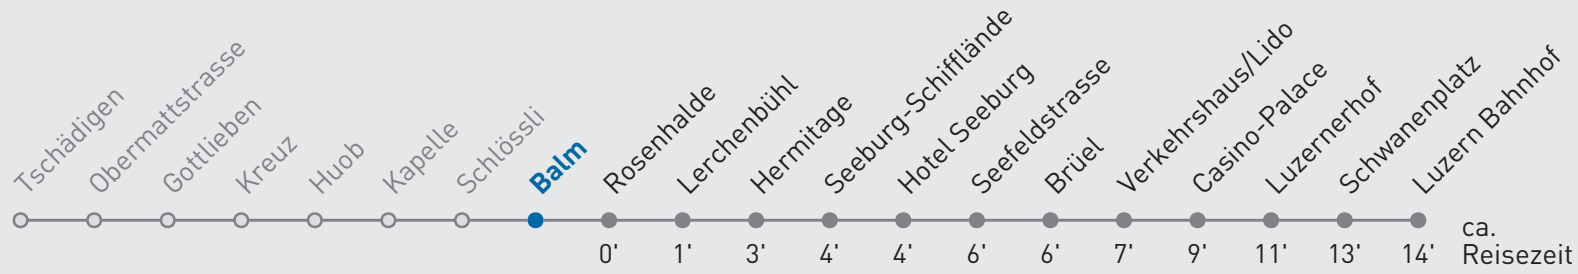 Tschädigen
Obermattstrasse
Gottlieben
Kreuz
Huob
Kapelle
Schlössli
Balm
Rosenhalde
Lerchenbühl
Hermitage
Seeburg-Schifflände
Hotel Seeburg
Seefeldstrasse
Brüel
Verkehrshaus/Lido
Casino-Palace
Luzernerhof
Schwanenplatz
Luzern Bahnhof
0' 1' 3' 4' 4' 6' 6' 7' 9' 11' 13' 14'
ca.
Reisezeit